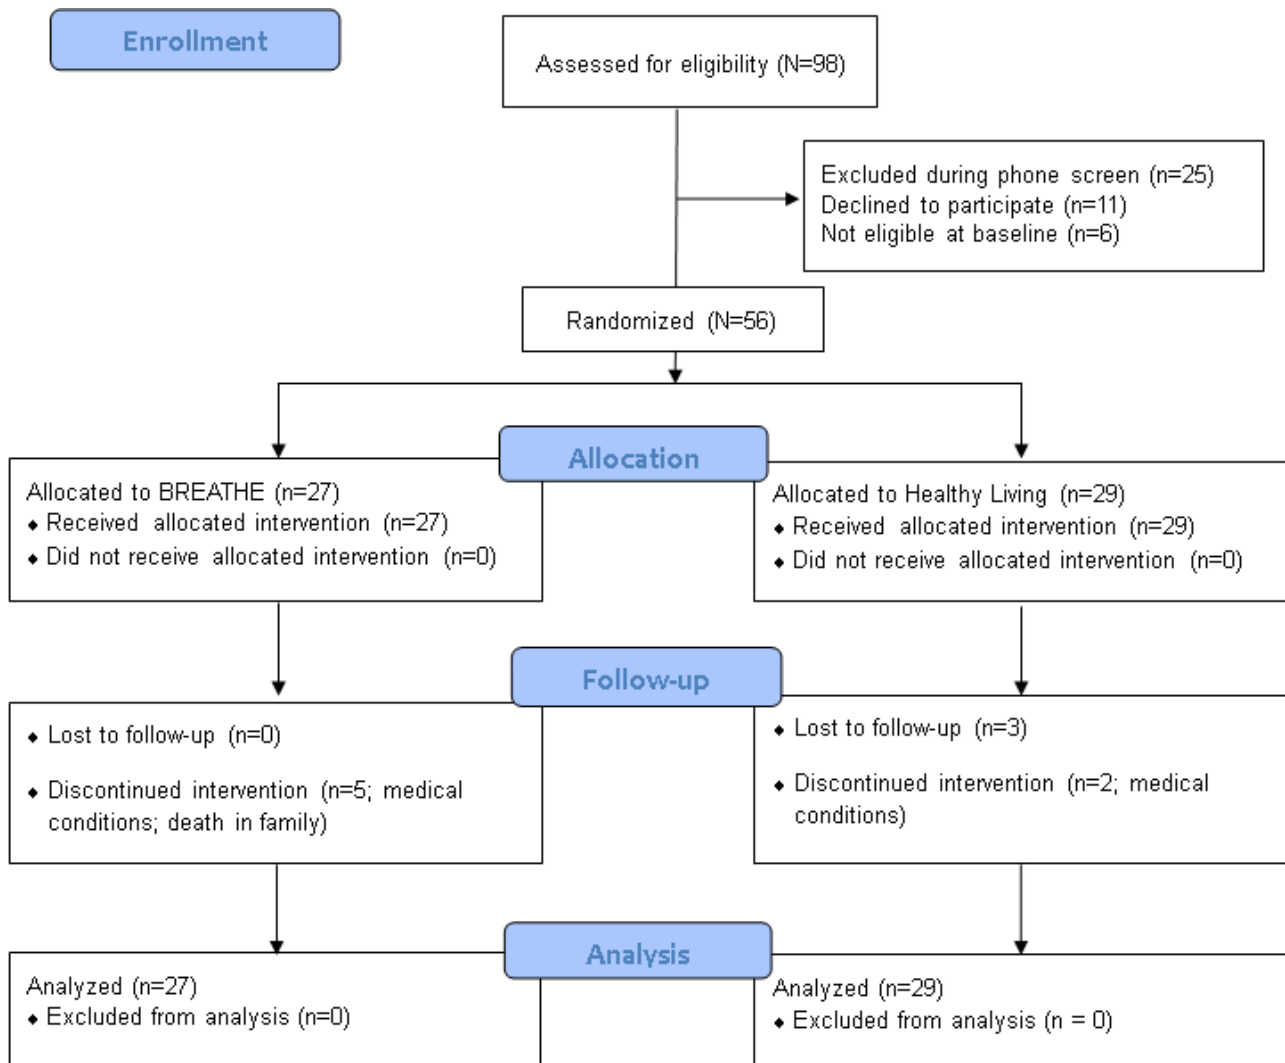 Enrollment
Assessed for eligibility (N=98)
Excluded during phone screen (n=25)
Declined to participate (n=11)
Not eligible at baseline (n=6)
Randomized (N=56)
Allocation
Allocated to BREATHE (n=27)
⬥ Received allocated intervention (n=27)
⬥ Did not receive allocated intervention (n=0)
Allocated to Healthy Living (n=29)
⬥ Received allocated intervention (n=29)
⬥ Did not receive allocated intervention (n=0)
Follow-up
⬥ Lost to follow-up (n=0)
⬥ Discontinued intervention (n=5; medical
conditions; death in family)
⬥ Lost to follow-up (n=3)
⬥ Discontinued intervention (n=2; medical
conditions)
Analysis
Analyzed (n=27)
⬥ Excluded from analysis (n=0)
Analyzed (n=29)
⬥ Excluded from analysis (n = 0)